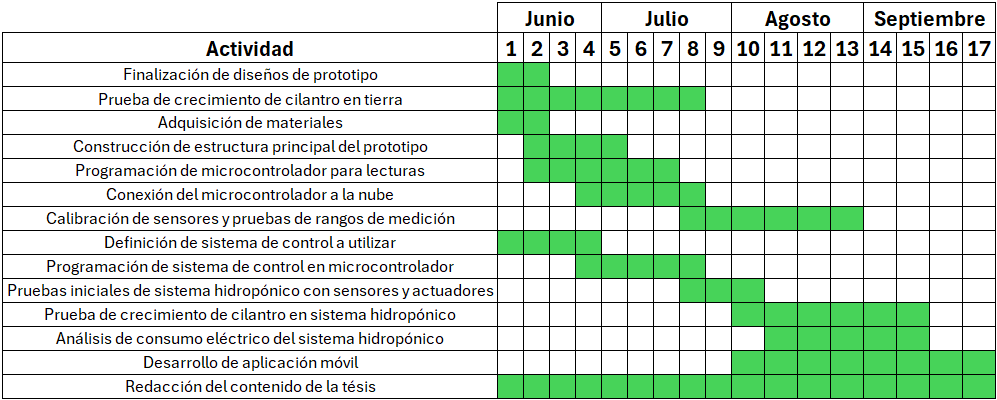 Junio Julio Agosto Septiembre
Actividad 1 2 3 4 5 6 7 8 9 10 11 12 13 14 15 16 17
Finalización de diseños de prototipo
Prueba de crecimiento de cilantro en tierra
Adquisición de materiales
Construcción de estructura principal del prototipo
Programación de microcontrolador para lecturas
Conexión del microcontrolador a la nube
Calibración de sensores y pruebas de rangos de medición
Definición de sistema de control a utilizar
Programación de sistema de control en microcontrolador
Pruebas iniciales de sistema hidropónico con sensores y actuadores
Prueba de crecimiento de cilantro en sistema hidropónico
Análisis de consumo eléctrico del sistema hidropónico
Desarrollo de aplicación móvil
Redacción del contenido de la tésis